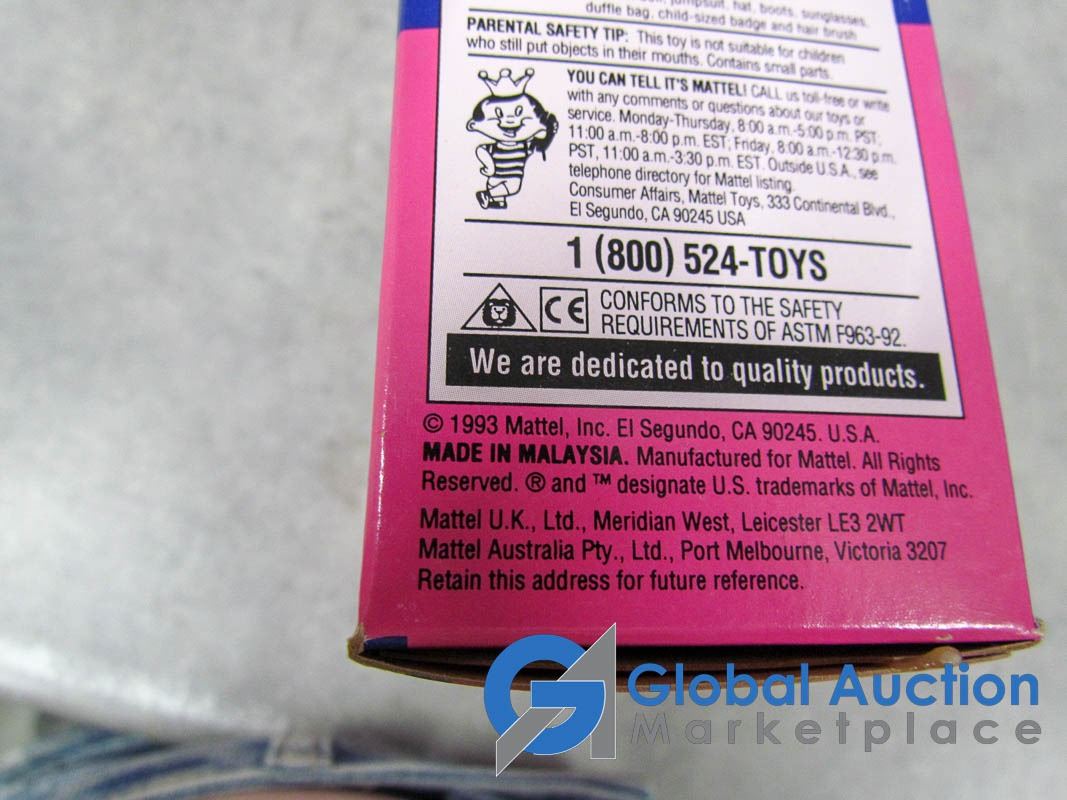 jumpsuit, hat, boots, sunglasses,
duffle bag, child-sized badge and hair brush
PARENTAL SAFETY TIP: This toy is not suitable for children
who still put objects in their mouths. Contains small parts.
YOU CAN TELL IT'S MATTEL! CALL us toll-free or write
with any comments or questions about our toys or
service. Monday-Thursday, 8:00 a.m.-5:00 p.m. PST;
11:00 a.m.-8:00 p.m. EST; Friday, 8:00 a.m.-12:30 p.m.
PST, 11:00 a.m.-3:30 p.m. EST. Outside U.S.A., see
telephone directory for Mattel listing.
Consumer Affairs, Mattel Toys, 333 Continental Blvd.,
El Segundo, CA 90245 USA
1 (800) 524-TOYS
CE CONFORMS TO THE SAFETY
REQUIREMENTS OF ASTM F963-92.
We are dedicated to quality products.
© 1993 Mattel, Inc. El Segundo, CA 90245. U.S.A.
MADE IN MALAYSIA. Manufactured for Mattel. All Rights
Reserved. ® and ™ designate U.S. trademarks of Mattel, Inc.
Mattel U.K., Ltd., Meridian West, Leicester LE3 2WT
Mattel Australia Pty., Ltd., Port Melbourne, Victoria 3207
Retain this address for future reference.
Global Auction
Marketplace